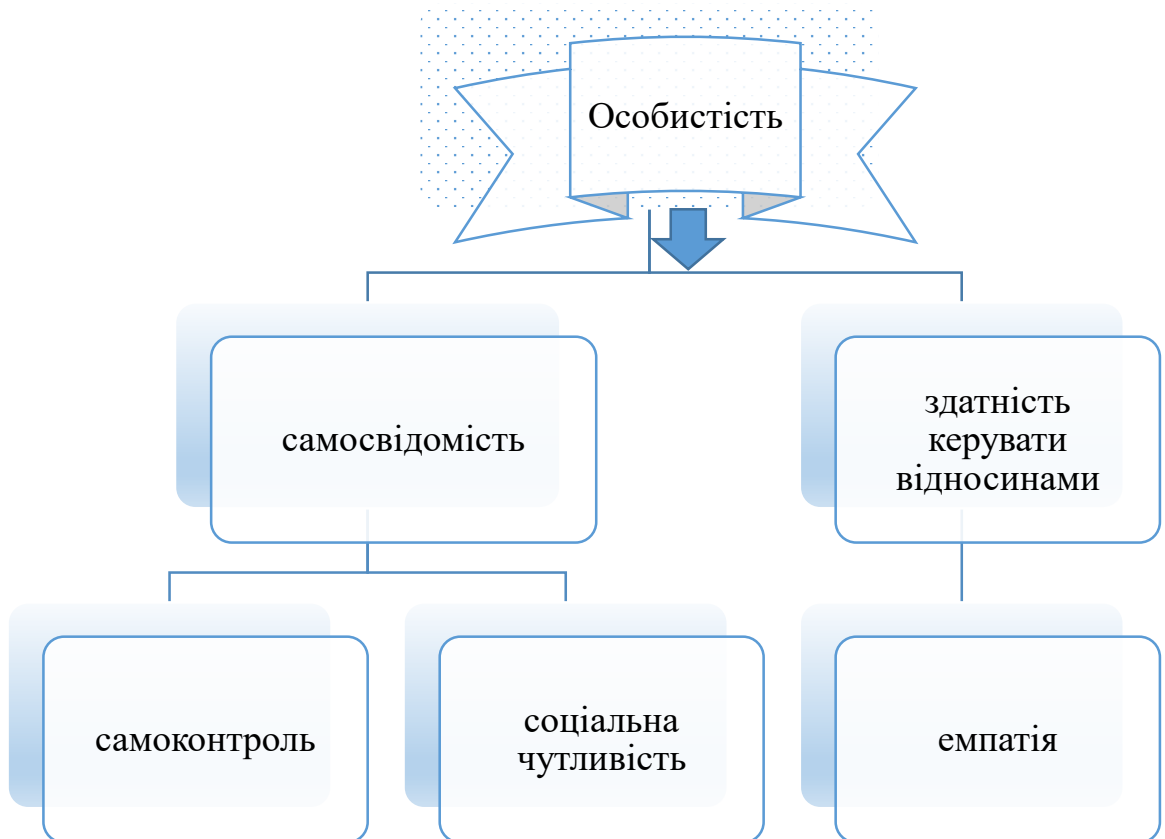 Особистість
самосвідомість
здатність
керувати
відносинами
самоконтроль
соціальна
чутливість
емпатія